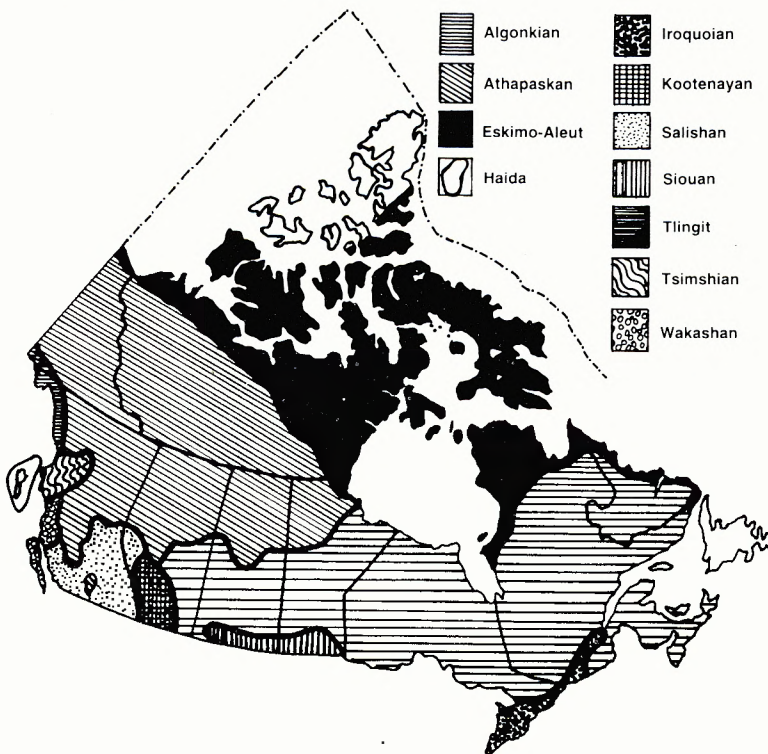 Algonkian
Athapaskan
Eskimo-Aleut
Haida
Iroquoian
Kootenayan
Salishan
Siouan
Tlingit
Tsimshian
Wakashan